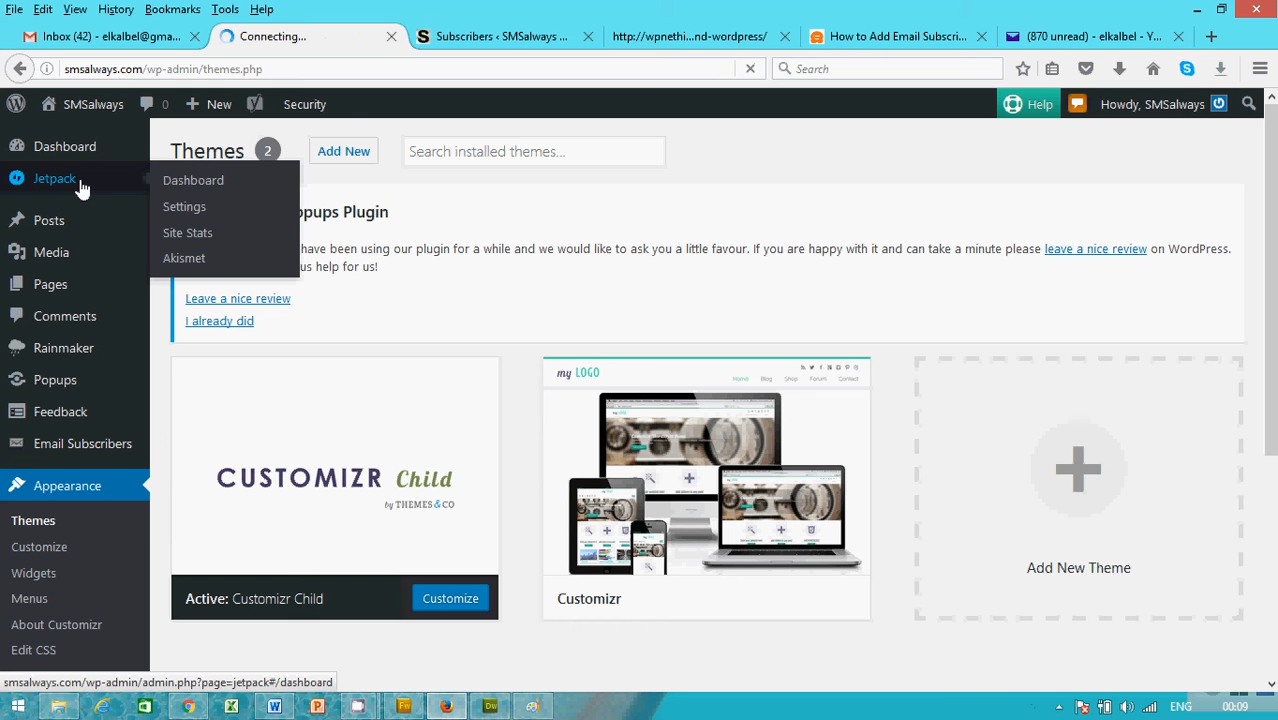 File Edit View History Bookmarks Tools Help
Inbox (42) - elkalbel@gma...
Connecting...
Subscribers ‹ SMSalways ...
http://wpnethi...nd-wordpress/
How to Add Email Subscri...
(870 unread) - elkalbel - Y...
smsalways.com/wp-admin/themes.php
Search
SMSalways 0 New Security Help Howdy, SMSalways
Dashboard
Jetpack
Posts
Media
Pages
Comments
Rainmaker
Popups
Feedback
Email Subscribers
Appearance
Themes
Customize
Widgets
Menus
About Customizr
Edit CSS
Dashboard
Settings
Site Stats
Akismet
Themes 2 Add New Search installed themes...
opups Plugin
have been using our plugin for a while and we would like to ask you a little favour. If you are happy with it and can take a minute please leave a nice review on WordPress.
us help for us!
Leave a nice review
I already did
CUSTOMIZR Child
by THEMES&CO
Active: Customizr Child Customize
my LOGO
Home Blog Shop Forum Contact
Customizr
Add New Theme
smsalways.com/wp-admin/admin.php?page=jetpack#/dashboard
ENG 00:09